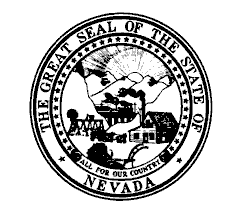 THE GREAT SEAL OF THE STATE OF
NEVADA
ALL FOR OUR COUNTRY